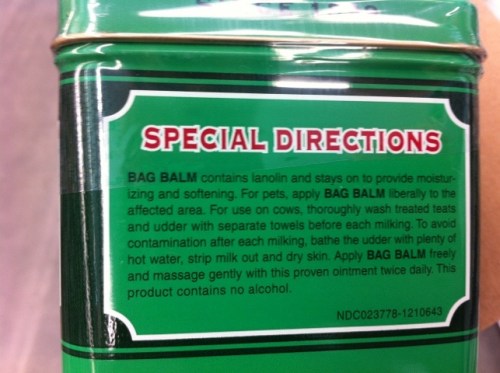 SPECIAL DIRECTIONS
BAG BALM contains lanolin and stays on to provide moistur-
izing and softening. For pets, apply BAG BALM liberally to the
affected area. For use on cows, thoroughly wash treated teats
and udder with separate towels before each milking. To avoid
contamination after each milking, bathe the udder with plenty of
hot water, strip milk out and dry skin. Apply BAG BALM freely
and massage gently with this proven ointment twice daily. This
product contains no alcohol.
NDC023778-1210643